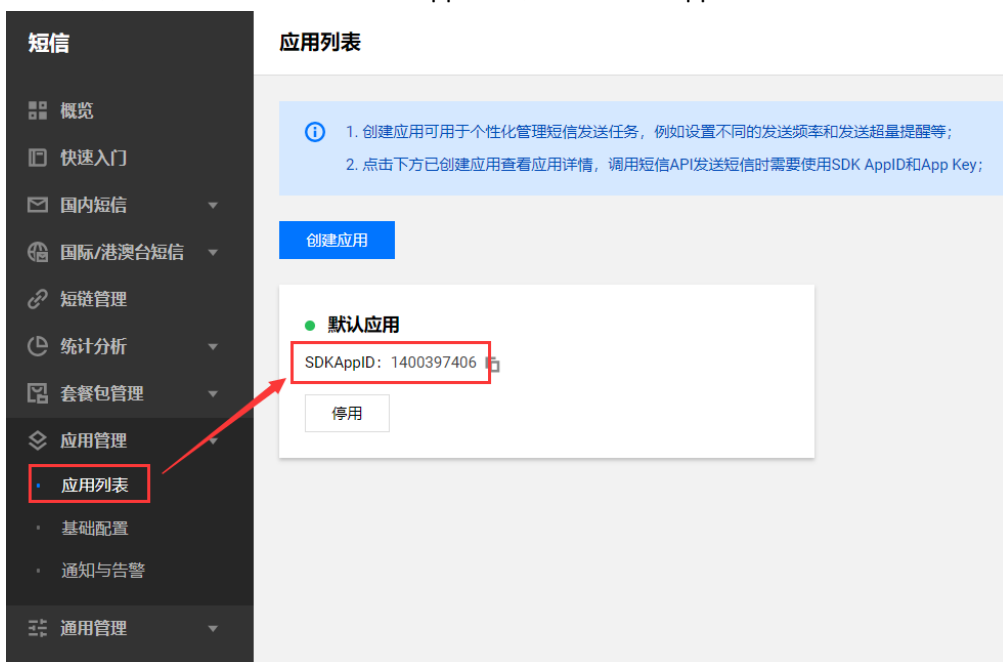 短信
概览
快速入门
国内短信
国际/港澳台短信
短链管理
统计分析
套餐包管理
应用管理
应用列表
基础配置
通知与告警
通用管理
应用列表
1. 创建应用可用于个性化管理短信发送任务，例如设置不同的发送频率和发送超量提醒等；
2. 点击下方已创建应用查看应用详情，调用短信API发送短信时需要使用SDK AppID和App Key；
创建应用
默认应用
SDKAppID：1400397406
停用